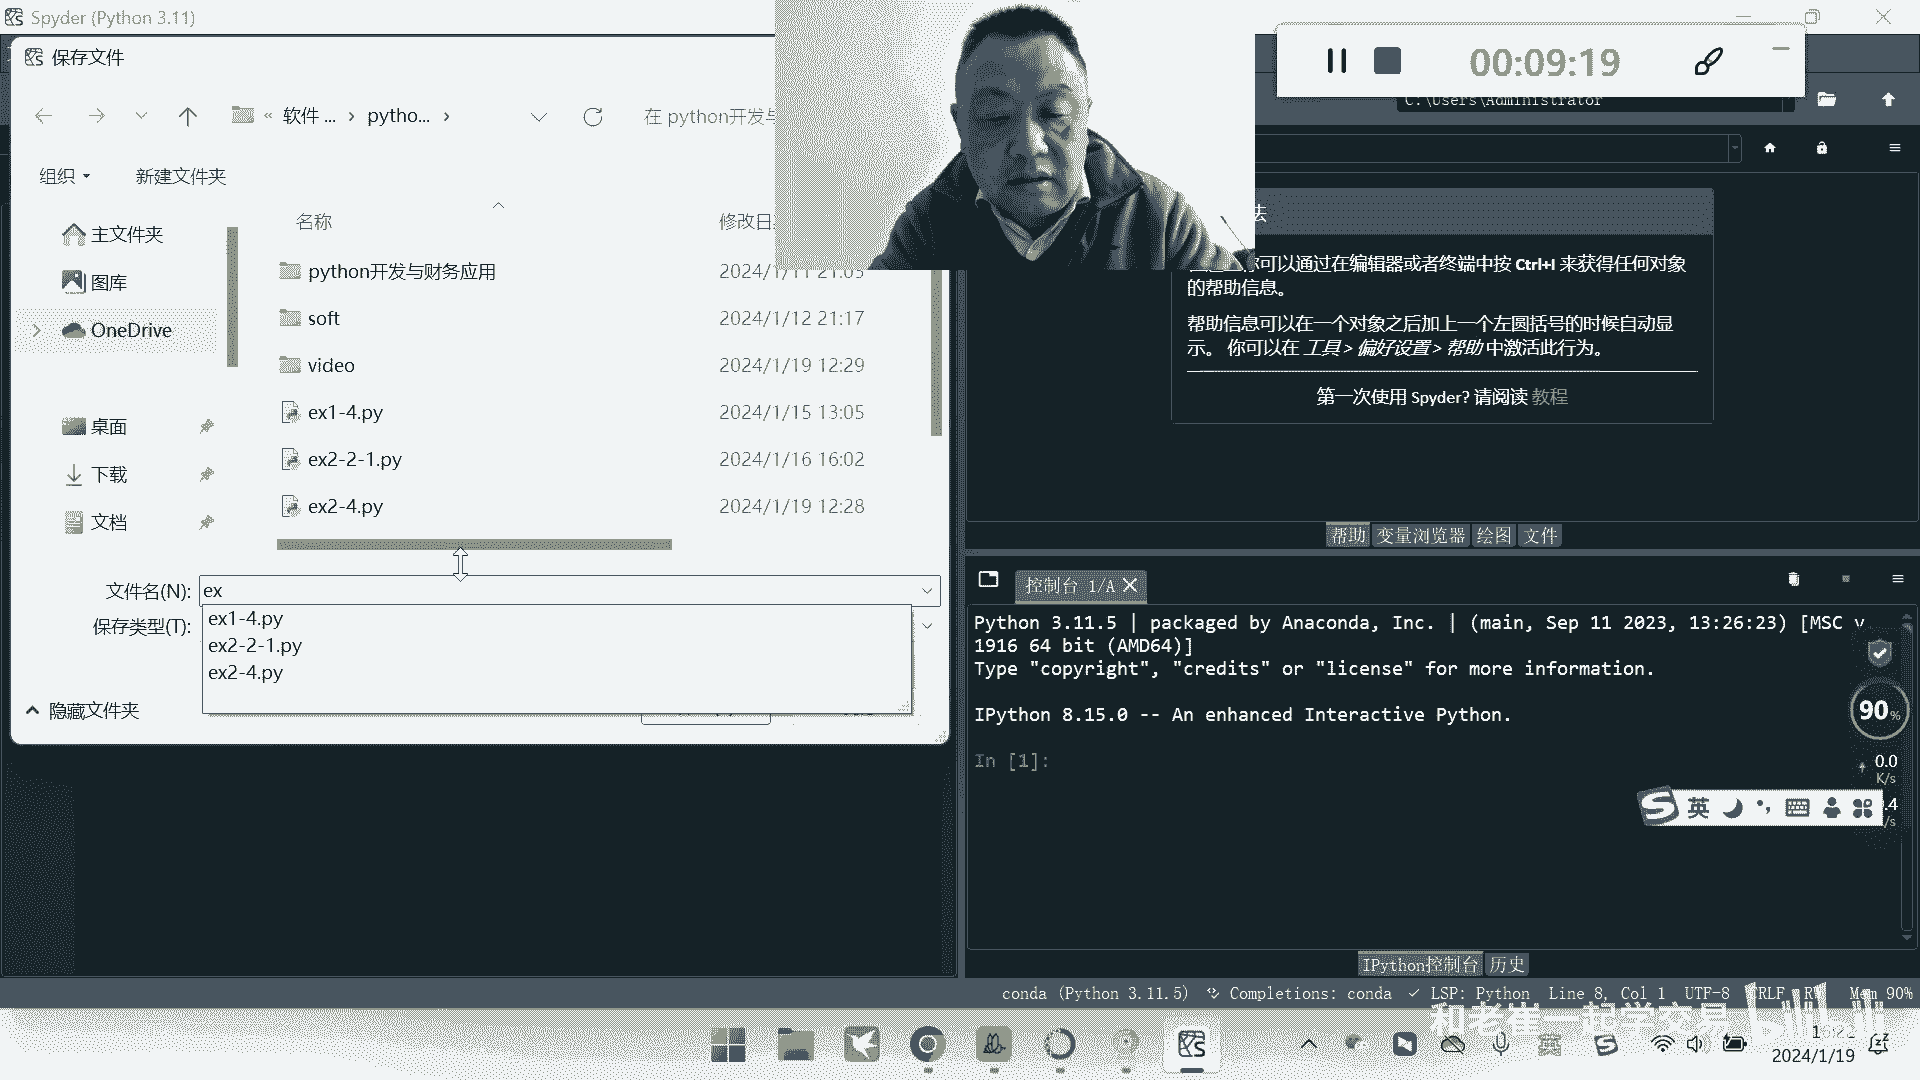 Spyder (Python 3.11)
保存文件
00:09:19
软件 ... › pytho... ›
在 python开发与
C:\Users\Administrator
组织
新建文件夹
名称
修改日
主文件夹
图库
OneDrive
桌面
下载
文档
python开发与财务应用
soft
2024/1/12 21:17
video
2024/1/19 12:29
ex1-4.py
2024/1/15 13:05
ex2-2-1.py
2024/1/16 16:02
ex2-4.py
2024/1/19 12:28
文件名(N):
ex
保存类型(T):
ex1-4.py
ex2-2-1.py
ex2-4.py
隐藏文件夹
法
你可以通过在编辑器或者终端中按 Ctrl+I 来获得任何对象
的帮助信息。
帮助信息可以在一个对象之后加上一个左圆括号的时候自动显
示。 你可以在 工具 > 偏好设置 > 帮助 中激活此行为。
第一次使用 Spyder? 请阅读 教程
帮助 变量浏览器 绘图 文件
控制台 1/A
Python 3.11.5 | packaged by Anaconda, Inc. | (main, Sep 11 2023, 13:26:23) [MSC v.
1916 64 bit (AMD64)]
Type "copyright", "credits" or "license" for more information.
IPython 8.15.0 -- An enhanced Interactive Python.
In [1]:
90%
0.0
K/s
英
IPython控制台 历史
conda (Python 3.11.5) Completions: conda LSP: Python Line 8, Col 1 UTF-8 CRLF RW Mem 90%
和老崔一起学交易
英
2024/1/19